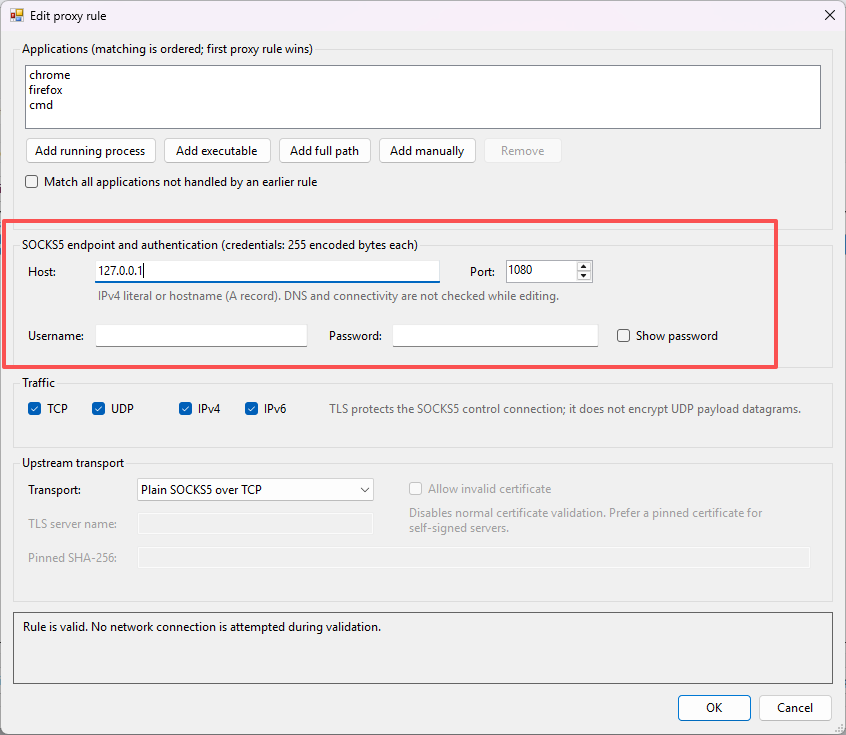 Edit proxy rule
Applications (matching is ordered; first proxy rule wins)
chrome
firefox
cmd
Add running process Add executable Add full path Add manually Remove
Match all applications not handled by an earlier rule
SOCKS5 endpoint and authentication (credentials: 255 encoded bytes each)
Host: 127.0.0.1 Port: 1080
IPv4 literal or hostname (A record). DNS and connectivity are not checked while editing.
Username: Password: Show password
Traffic
TCP UDP IPv4 IPv6 TLS protects the SOCKS5 control connection; it does not encrypt UDP payload datagrams.
Upstream transport
Transport: Plain SOCKS5 over TCP Allow invalid certificate
TLS server name: Disables normal certificate validation. Prefer a pinned certificate for
self-signed servers.
Pinned SHA-256:
Rule is valid. No network connection is attempted during validation.
OK Cancel